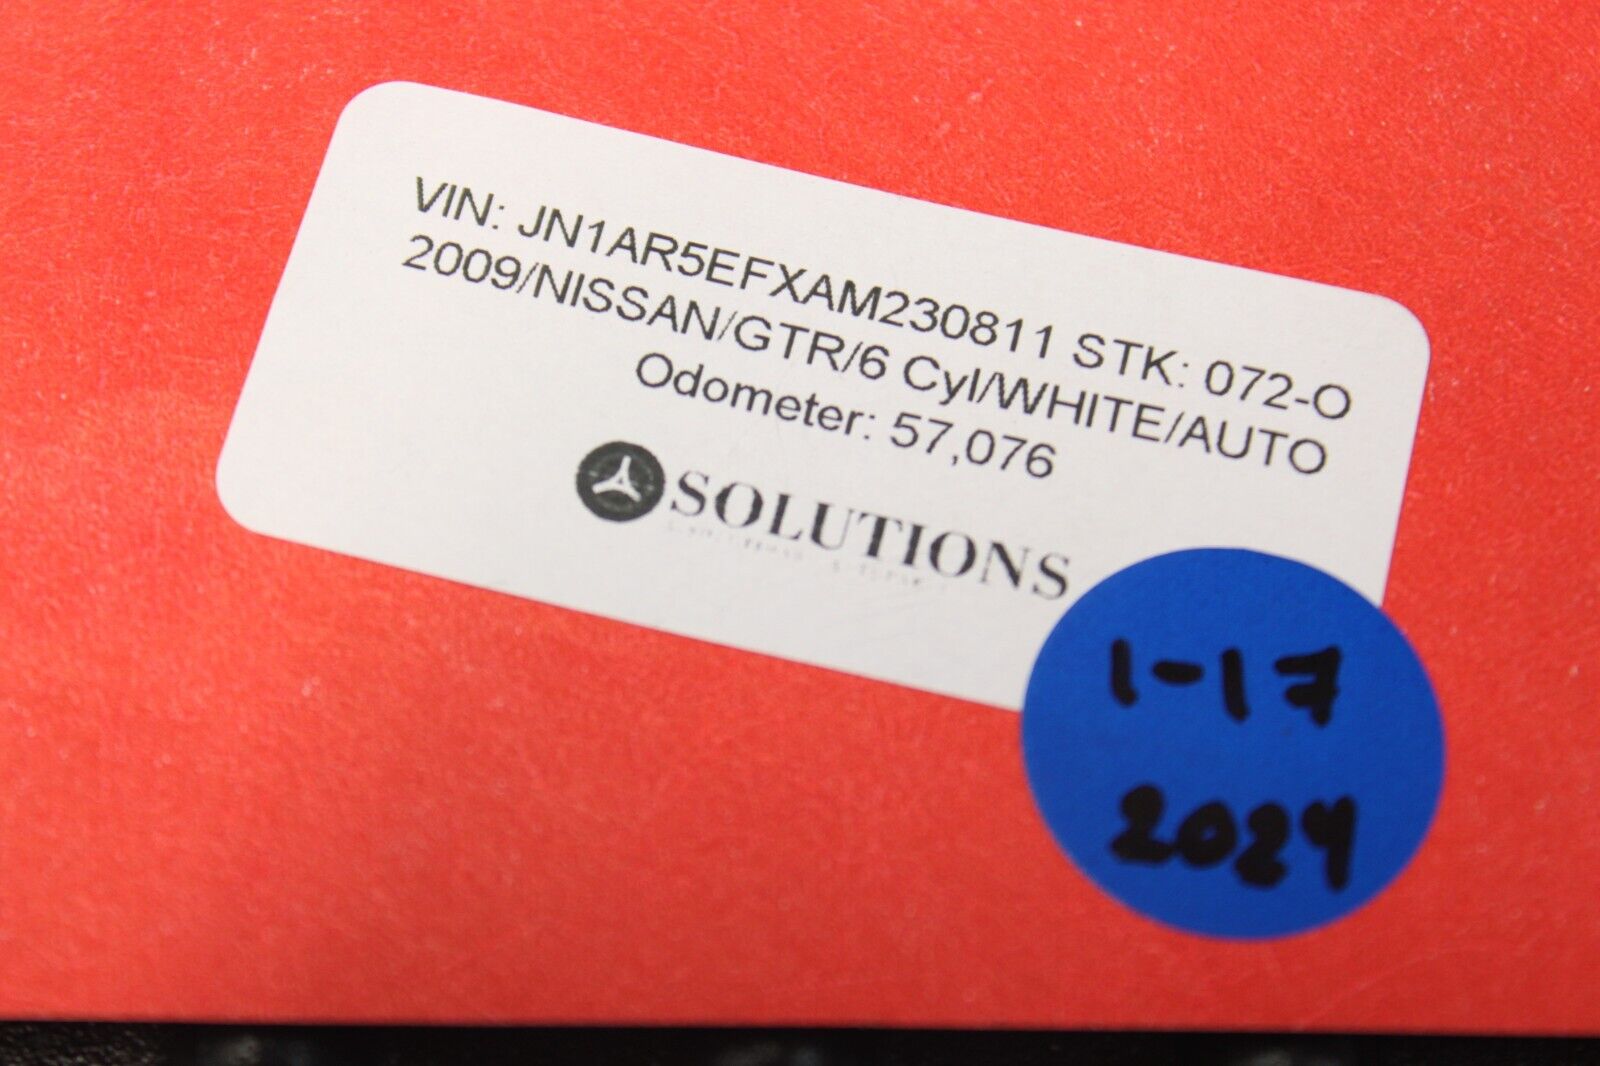 VIN: JN1AR5EFXAM230811 STK: 072-O
2009/NISSAN/GTR/6 Cyl/WHITE/AUTO
Odometer: 57,076
SOLUTIONS
1-17
2024